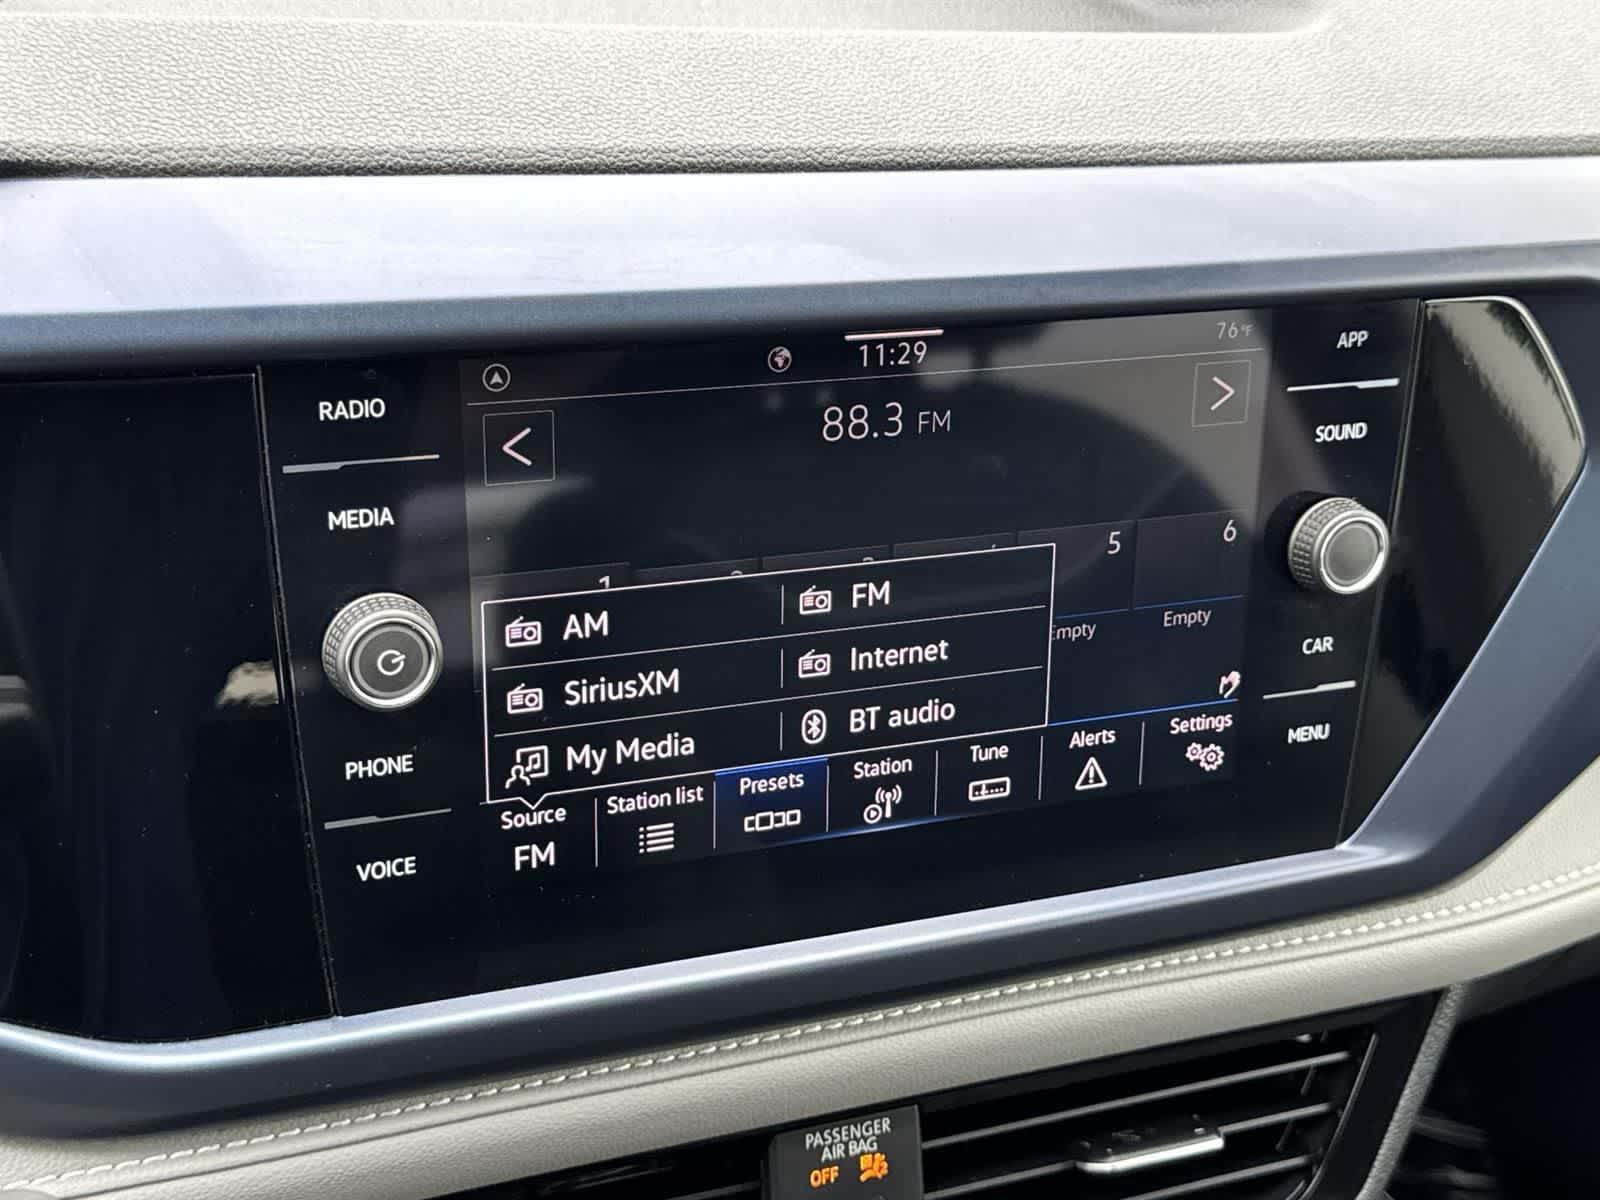 RADIO
MEDIA
PHONE
VOICE
11:29
76°F
88.3 FM
1
5
6
Empty
AM
FM
SiriusXM
Internet
My Media
BT audio
Source
FM
Station list
Presets
Station
Tune
Alerts
Settings
APP
SOUND
CAR
MENU
PASSENGER
AIR BAG
OFF